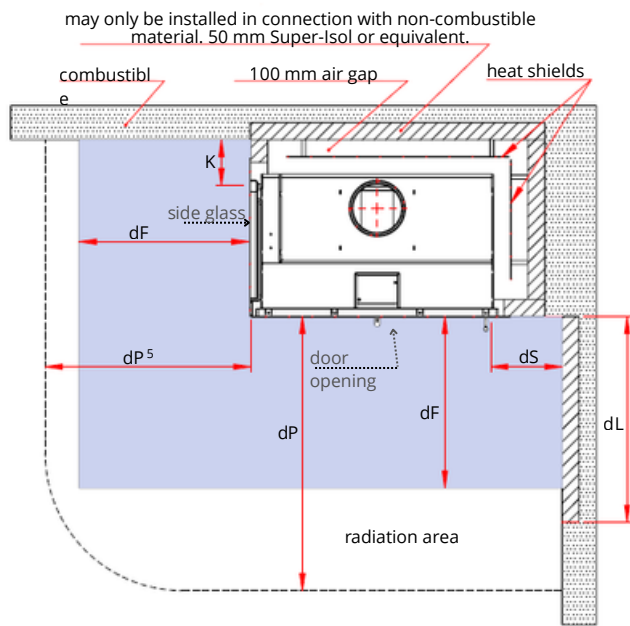 may only be installed in connection with non-combustible
material. 50 mm Super-Isol or equivalent.
combustibl
e
100 mm air gap
heat shields
K
side glass
dF
dP 5
door
opening
dS
dP
dF
dL
radiation area